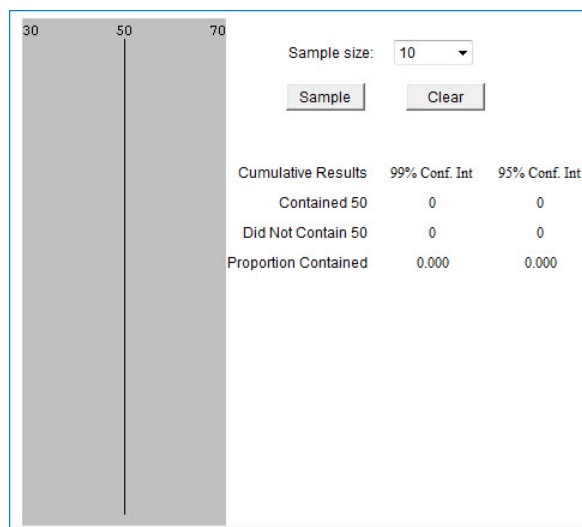 30 50 70
Sample size: 10
Sample Clear
Cumulative Results 99% Conf. Int 95% Conf. Int
Contained 50 0 0
Did Not Contain 50 0 0
Proportion Contained 0.000 0.000